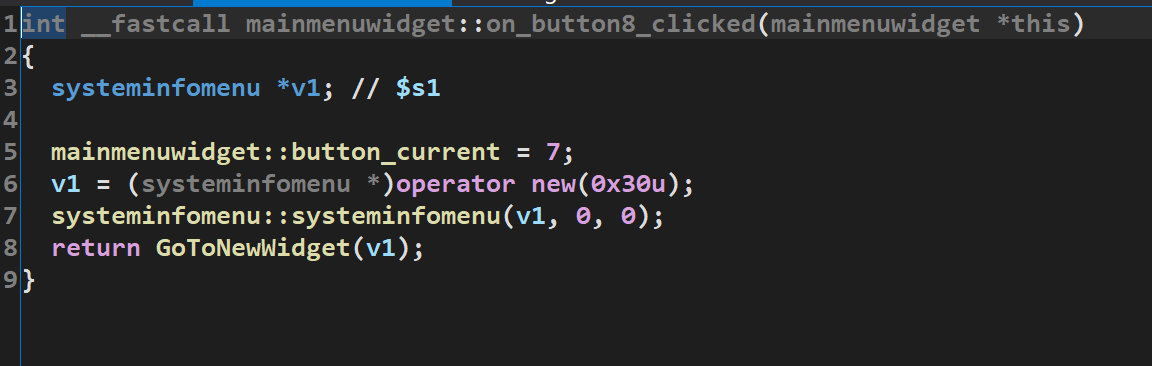 1 int __fastcall mainmenuwidget::on_button8_clicked(mainmenuwidget *this)
2 {
3   systeminfomenu *v1; // $s1
4
5   mainmenuwidget::button_current = 7;
6   v1 = (systeminfomenu *)operator new(0x30u);
7   systeminfomenu::systeminfomenu(v1, 0, 0);
8   return GoToNewWidget(v1);
9 }